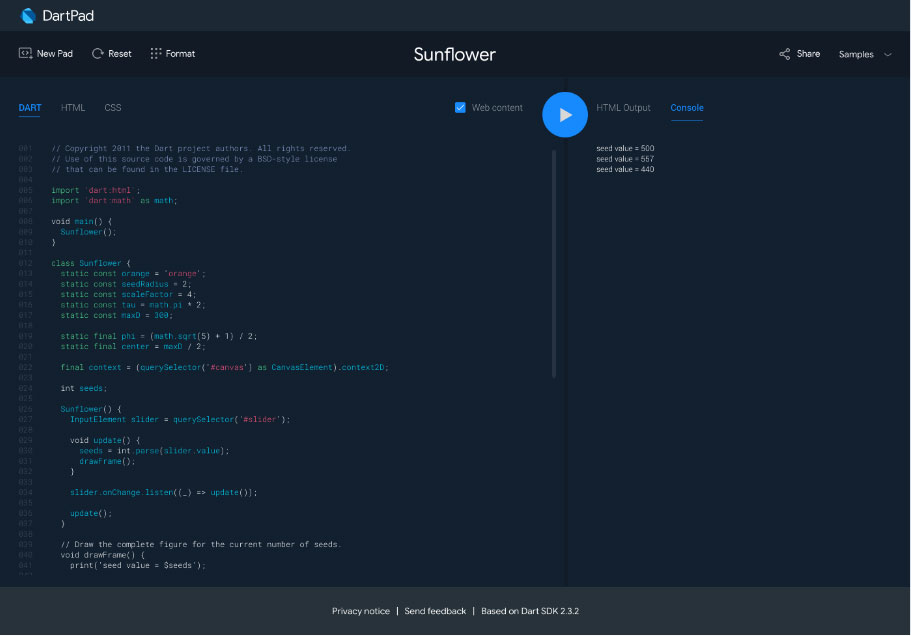 DartPad
New Pad Reset Format Sunflower Share Samples
DART HTML CSS Web content HTML Output Console
001 // Copyright 2011 the Dart project authors. All rights reserved.
002 // Use of this source code is governed by a BSD-style license
003 // that can be found in the LICENSE file.
004
005 import 'dart:html';
006 import 'dart:math' as math;
007
008 void main() {
009 Sunflower();
010 }
011
012 class Sunflower {
013 static const orange = 'orange';
014 static const seedRadius = 2;
015 static const scaleFactor = 4;
016 static const tau = math.pi * 2;
017 static const maxD = 300;
018
019 static final phi = (math.sqrt(5) + 1) / 2;
020 static final center = maxD / 2;
021
022 final context = (querySelector('#canvas') as CanvasElement).context2D;
023
024 int seeds;
025
026 Sunflower() {
027 InputElement slider = querySelector('#slider');
028
029 void update() {
030 seeds = int.parse(slider.value);
031 drawFrame();
032 }
033
034 slider.onChange.listen((_) => update());
035
036 update();
037 }
038
039 // Draw the complete figure for the current number of seeds.
040 void drawFrame() {
041 print('seed value = $seeds');
seed value = 500
seed value = 557
seed value = 440
Privacy notice | Send feedback | Based on Dart SDK 2.3.2